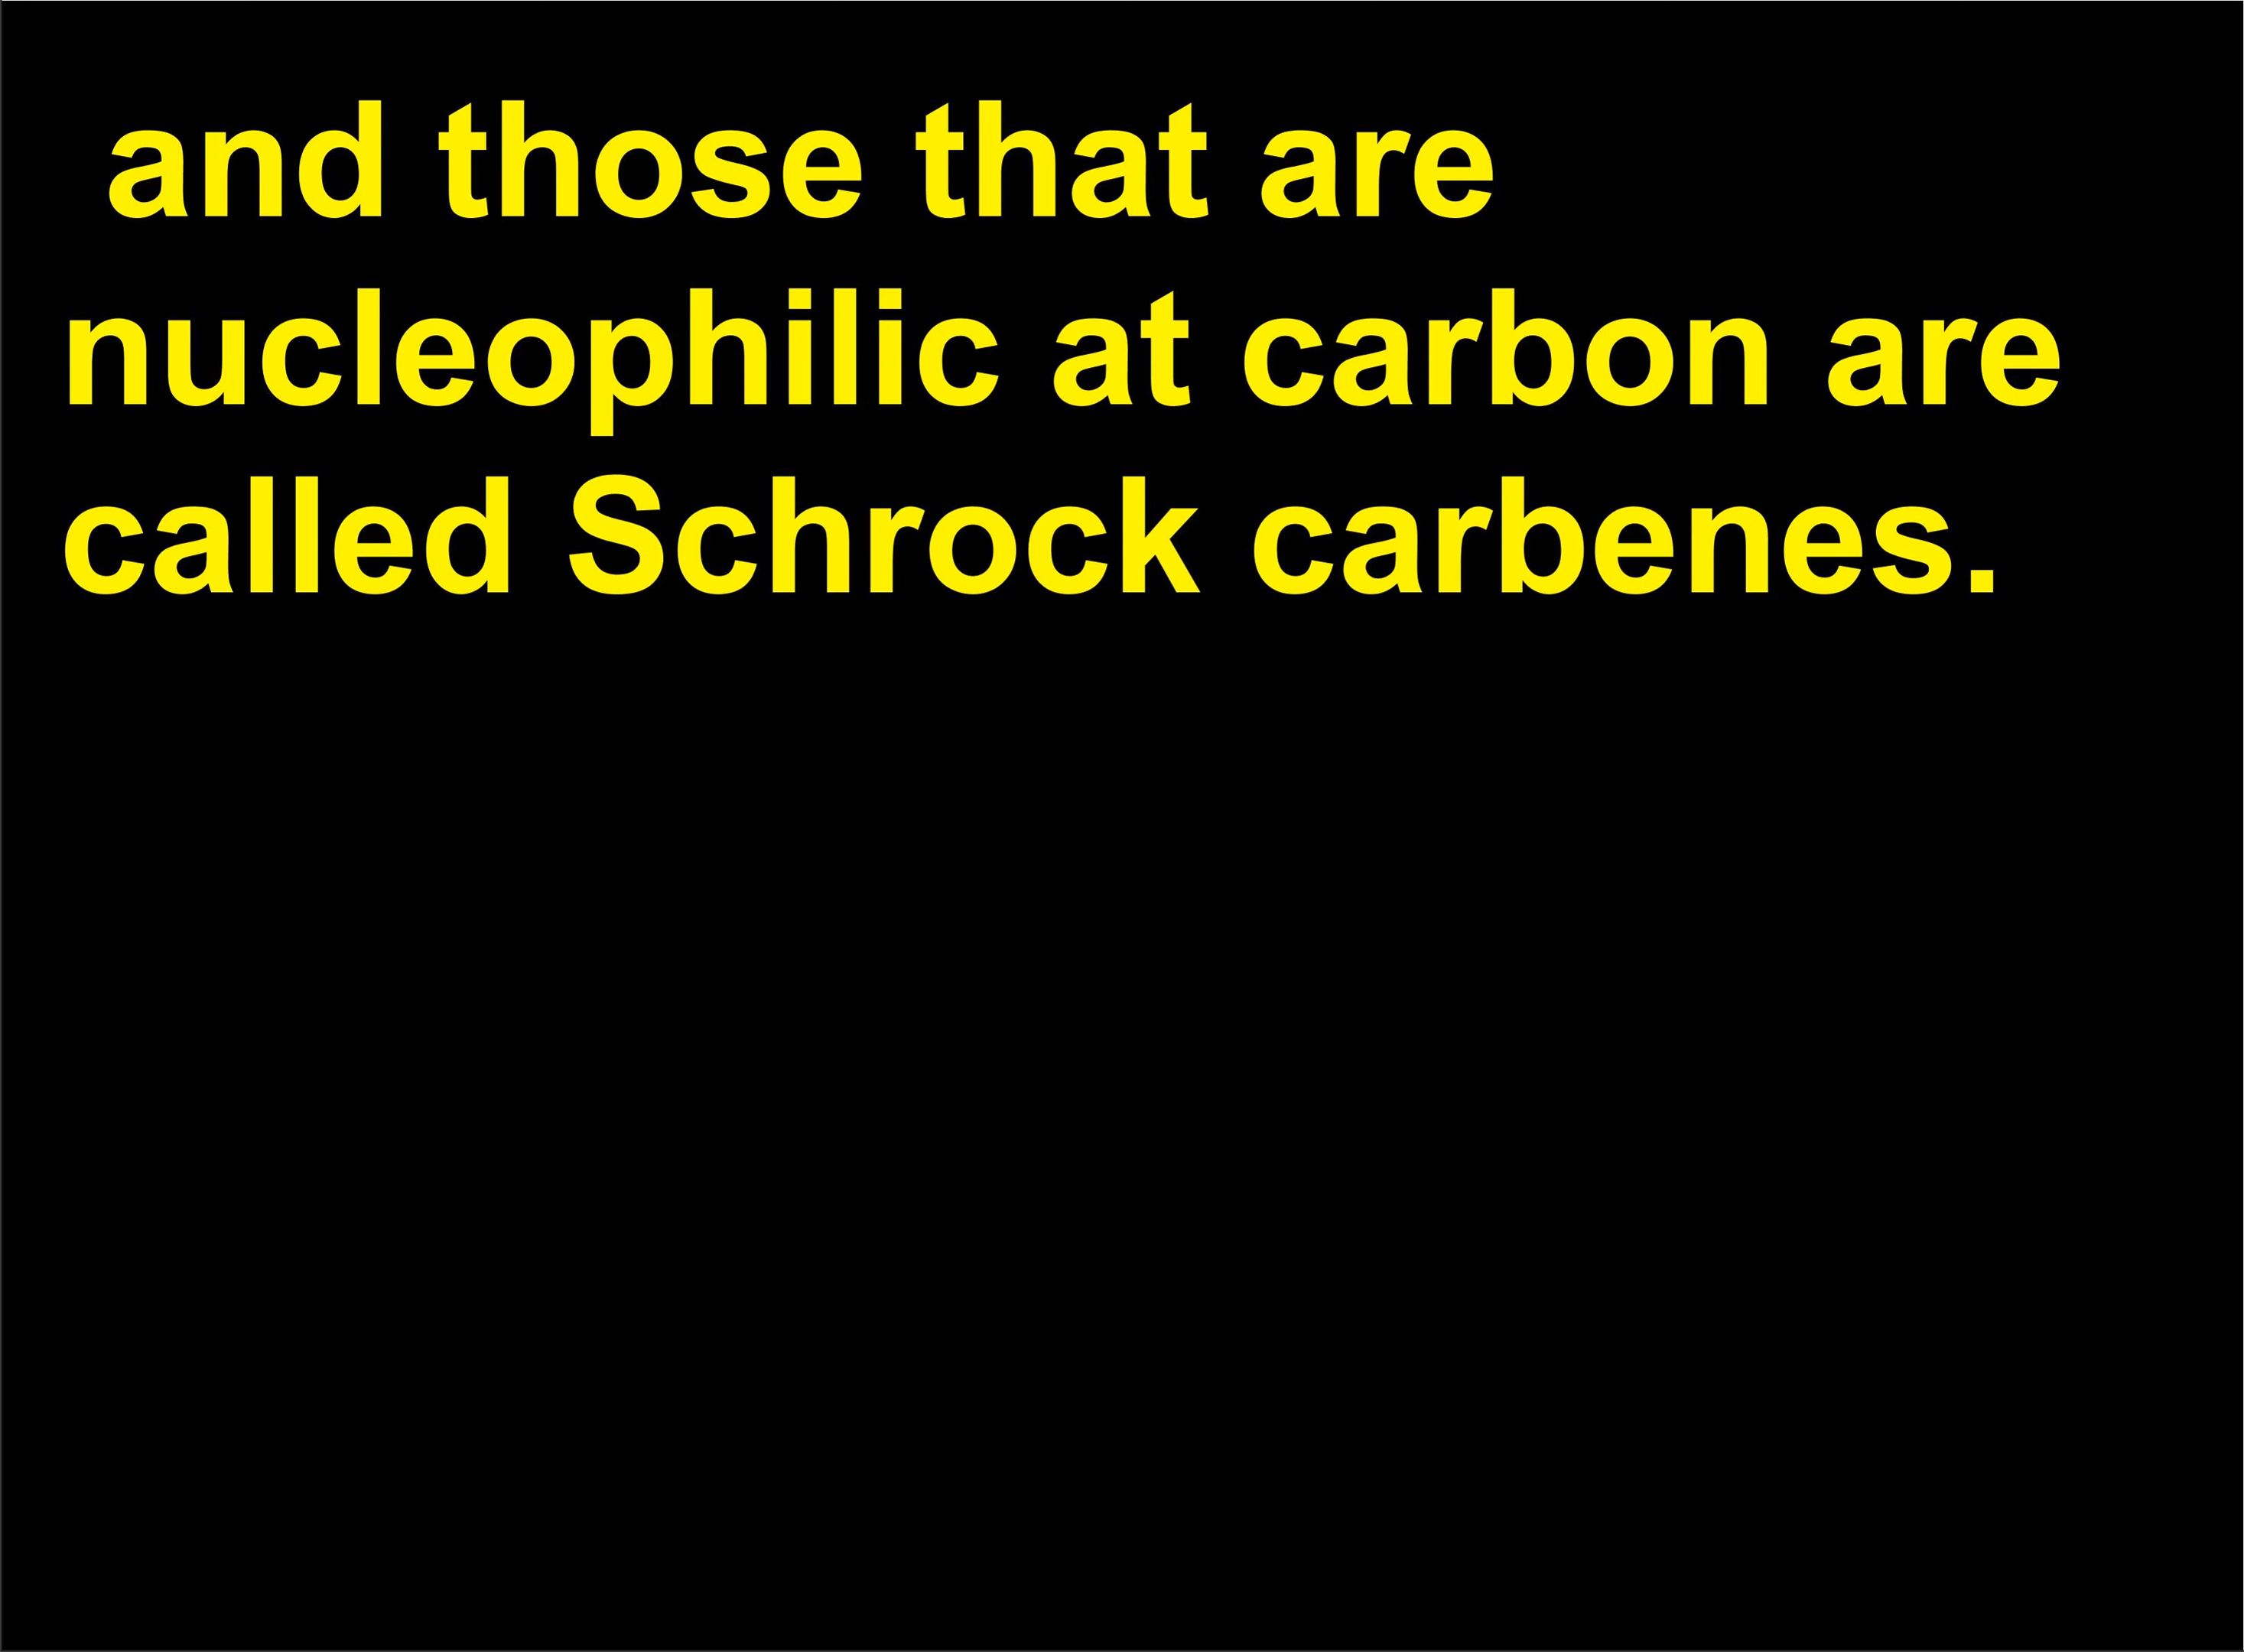 and those that are
nucleophilic at carbon are
called Schrock carbenes.